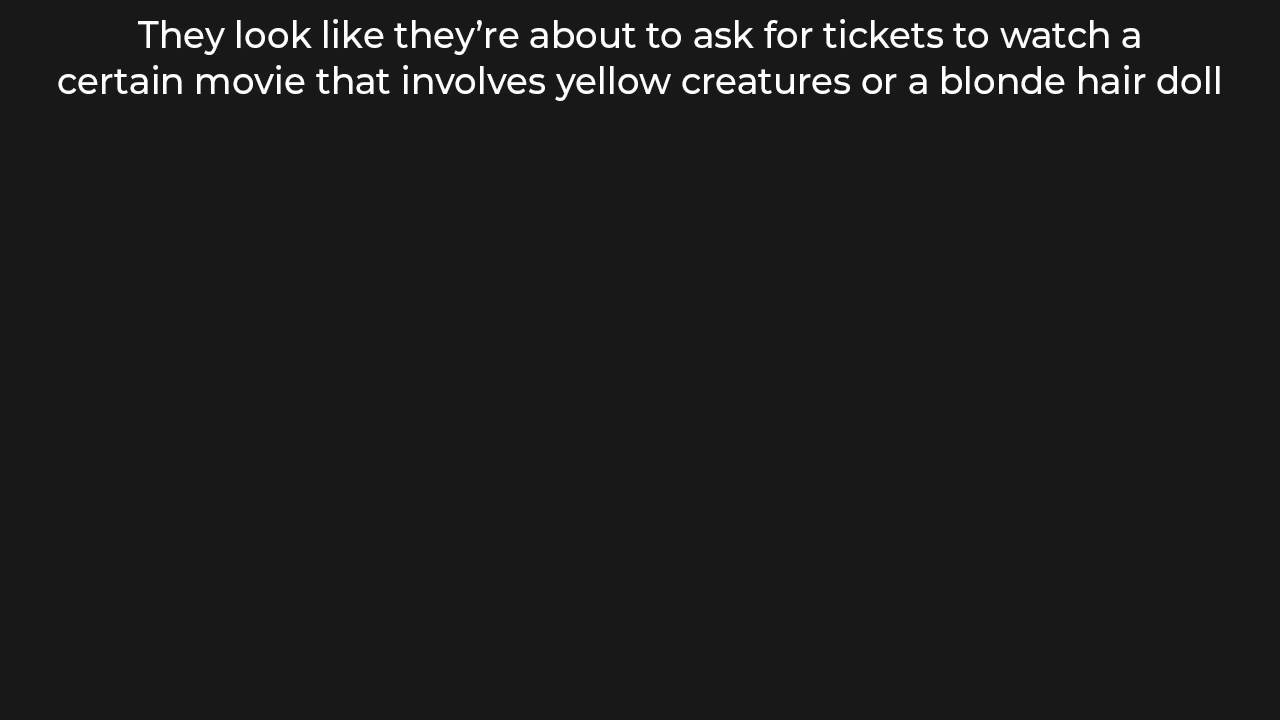 They look like they’re about to ask for tickets to watch a
certain movie that involves yellow creatures or a blonde hair doll